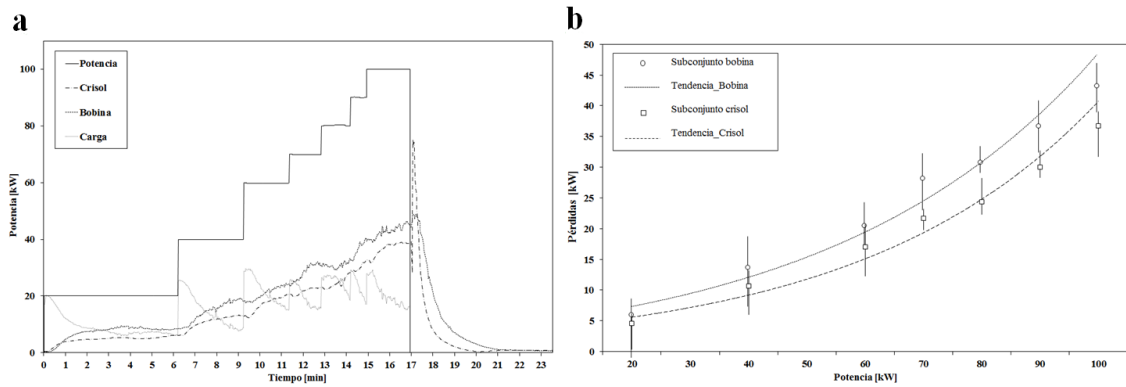 a
Potencia [kW]
100
80
60
40
20
0
Potencia
Crisol
Bobina
Carga
0 1 2 3 4 5 6 7 8 9 10 11 12 13 14 15 16 17 18 19 20 21 22 23
Tiempo [min]
b
Pérdidas [kW]
50
45
40
35
30
25
20
15
10
5
0
Subconjunto bobina
Tendencia_Bobina
Subconjunto crisol
Tendencia_Crisol
20 40 60 70 80 90 100
Potencia [kW]